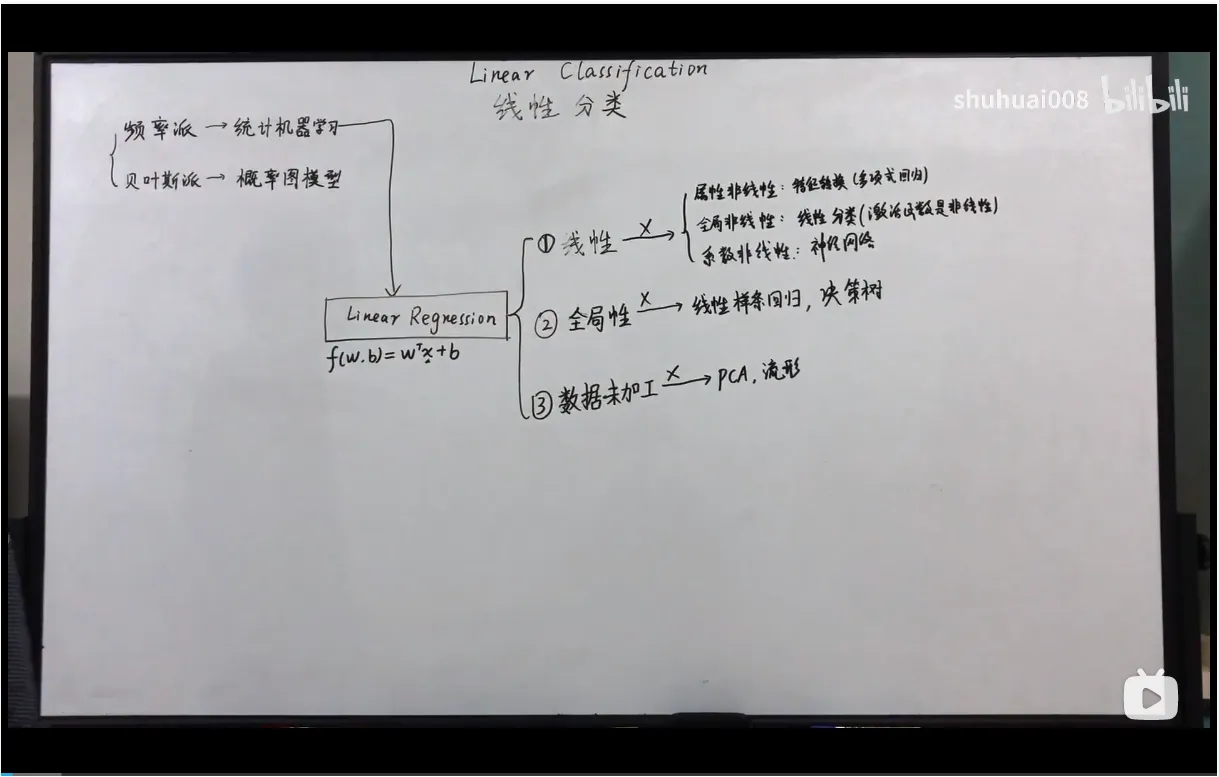 Linear Classification
线性分类
shuhuai008 bilibili
频率派 → 统计机器学习
贝叶斯派 → 概率图模型
属性非线性: 特征转换 (多项式回归)
① 线性 X→
全局非线性: 线性分类 (激活函数是非线性)
系数非线性: 神经网络
Linear Regression
② 全局性 X→ 线性样条回归, 决策树
f(w.b)=wᵀx+b
③ 数据未加工 X→ PCA, 流形